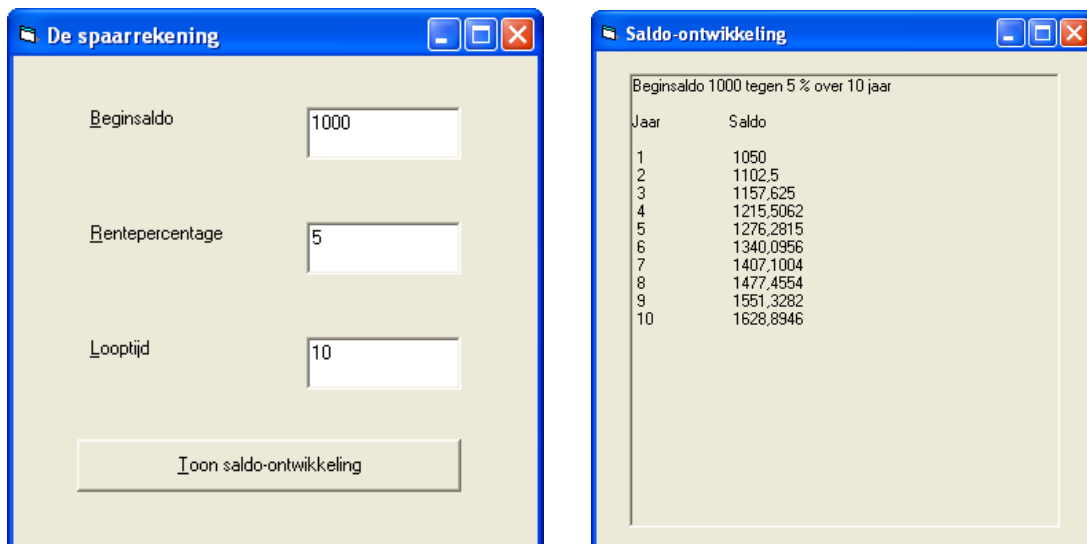 De spaarrekening
Beginsaldo
1000
Rentepercentage
5
Looptijd
10
Toon saldo-ontwikkeling
Saldo-ontwikkeling
Beginsaldo 1000 tegen 5 % over 10 jaar
Jaar Saldo
1 1050
2 1102,5
3 1157,625
4 1215,5062
5 1276,2815
6 1340,0956
7 1407,1004
8 1477,4554
9 1551,3282
10 1628,8946